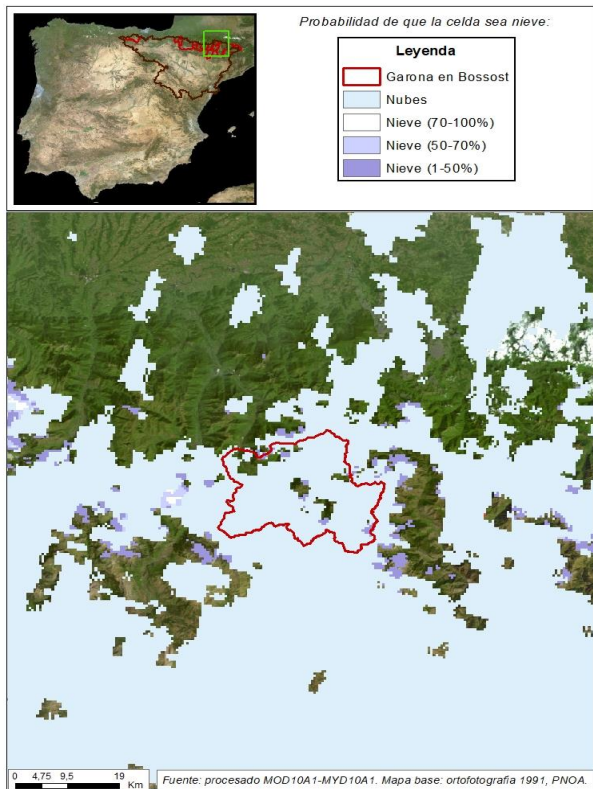 Probabilidad de que la celda sea nieve:
Leyenda
Garona en Bossost
Nubes
Nieve (70-100%)
Nieve (50-70%)
Nieve (1-50%)
0 4,75 9,5 19
Km
Fuente: procesado MOD10A1-MYD10A1. Mapa base: ortofotografia 1991, PNOA.